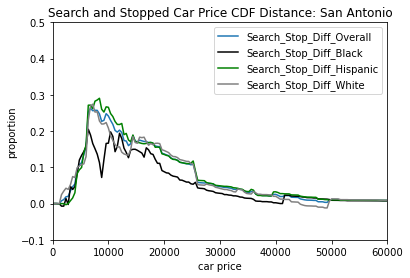 Search and Stopped Car Price CDF Distance: San Antonio
0.5
0.4
0.3
0.2
0.1
0.0
-0.1
proportion
Search_Stop_Diff_Overall
Search_Stop_Diff_Black
Search_Stop_Diff_Hispanic
Search_Stop_Diff_White
0 10000 20000 30000 40000 50000 60000
car price